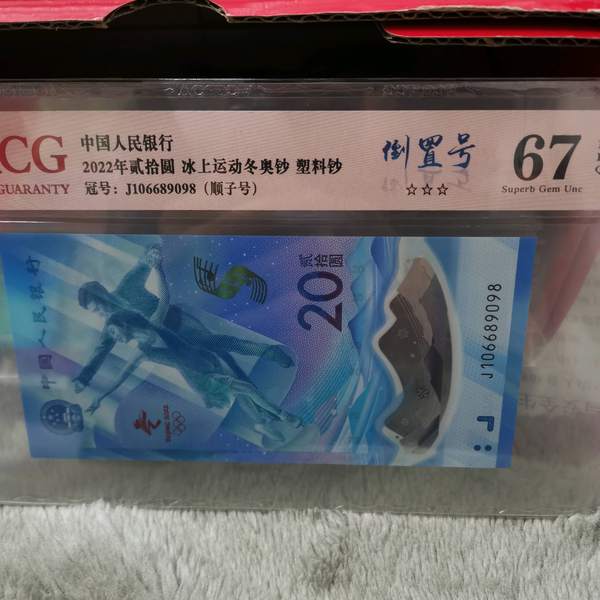 CG
GUARANTY
中国人民银行
2022年贰拾圆 冰上运动冬奥钞 塑料钞
冠号：J106689098（顺子号）
倒置号
☆☆☆
67
Superb Gem Unc
中国人民银行
贰拾圆
20
J106689098
BEIJING 2022